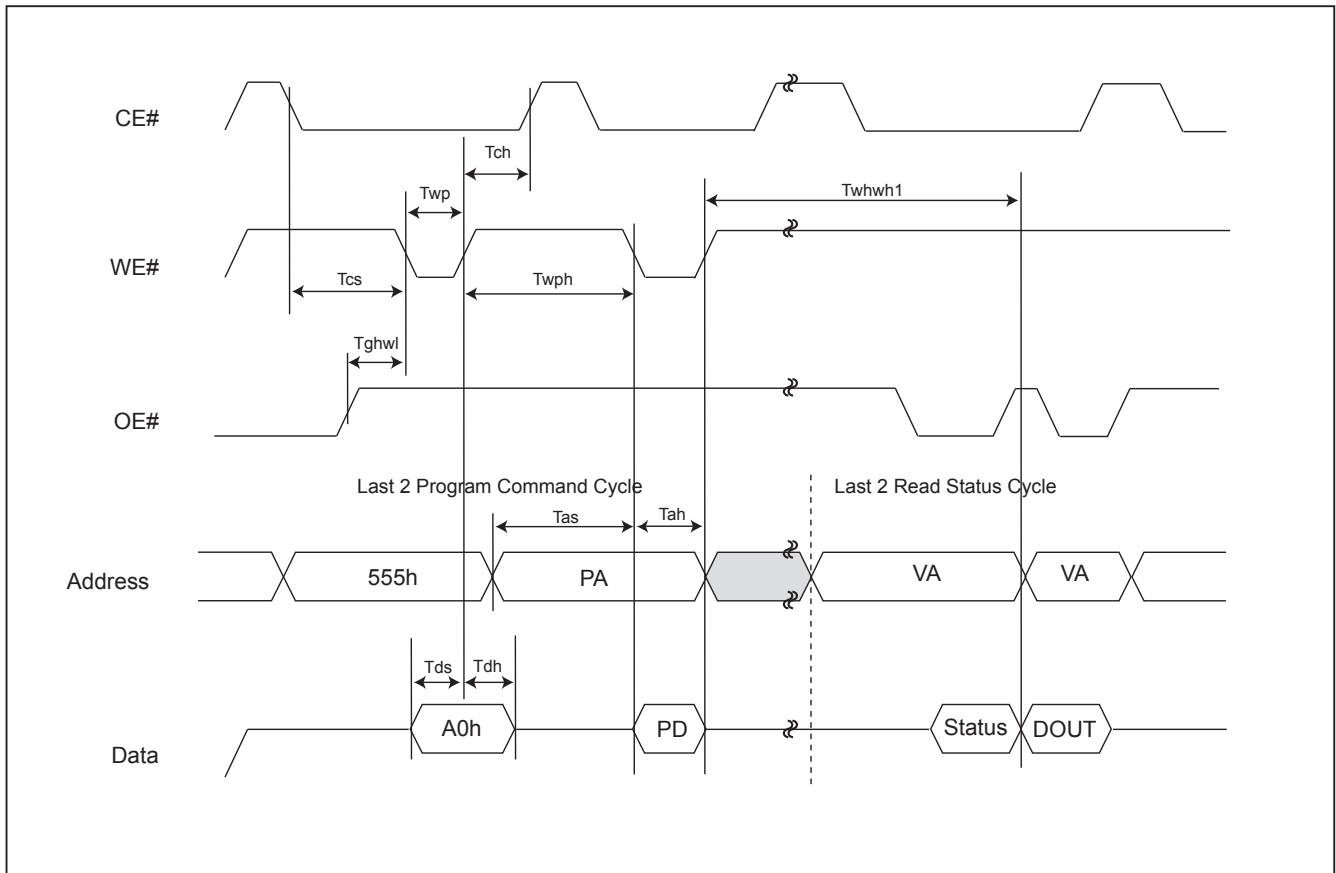 CE#
Tch
Twp
Twhwh1
WE#
Tcs
Twph
Tghwl
OE#
Last 2 Program Command Cycle
Last 2 Read Status Cycle
Tas
Tah
Address
555h
PA
VA
VA
Tds
Tdh
Data
A0h
PD
Status
DOUT